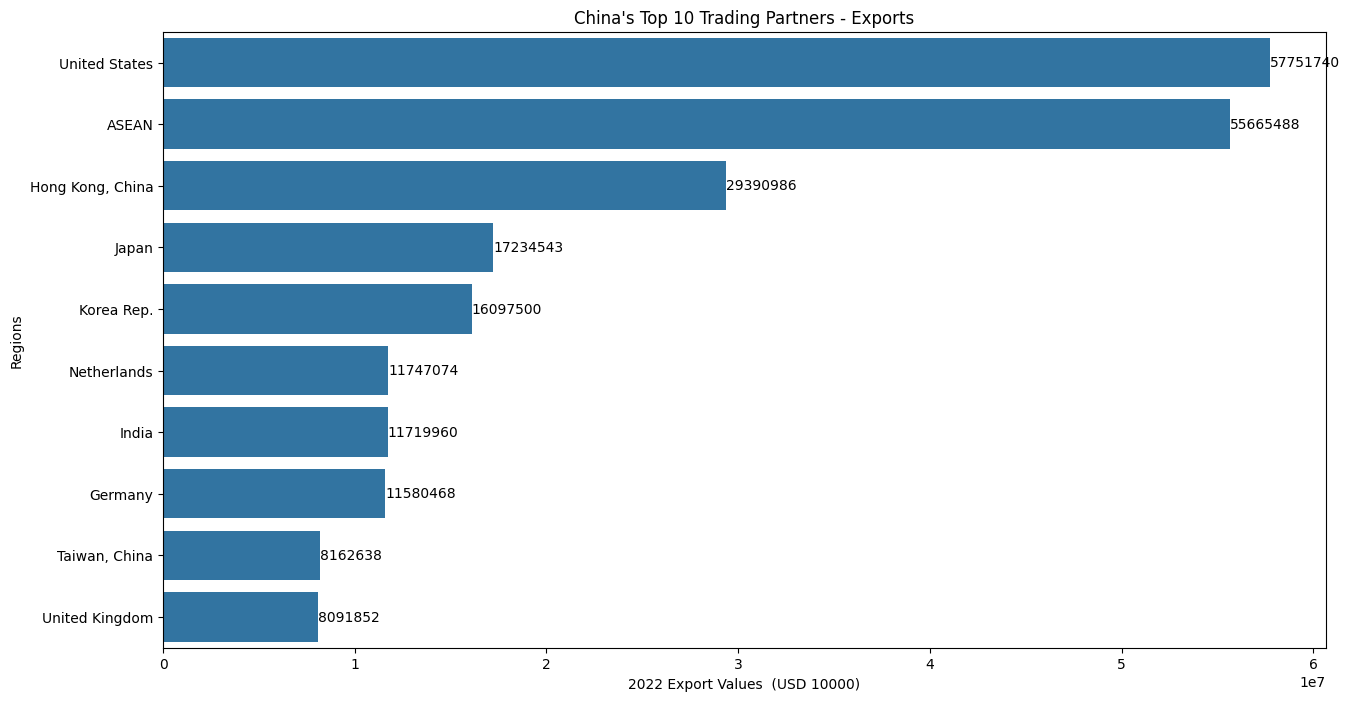 China's Top 10 Trading Partners - Exports
United States
57751740
ASEAN
55665488
Hong Kong, China
29390986
Japan
17234543
Korea Rep.
16097500
Netherlands
11747074
India
11719960
Germany
11580468
Taiwan, China
8162638
United Kingdom
8091852
Regions
0 1 2 3 4 5 6
1e7
2022 Export Values  (USD 10000)